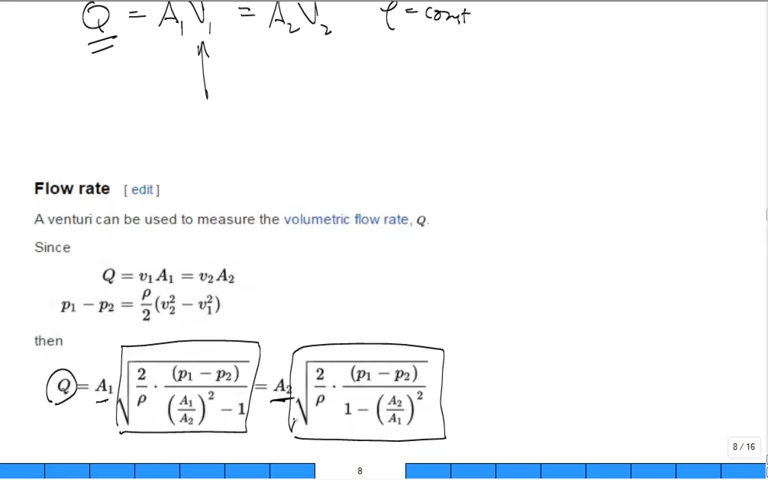 Q = A₁V₁ = A₂V₂ ρ = const
Flow rate [ edit ]
A venturi can be used to measure the volumetric flow rate, Q.
Since
Q = v₁A₁ = v₂A₂
p₁ − p₂ = ρ/2 (v₂² − v₁²)
then
Q = A₁ √(2/ρ · (p₁ − p₂)/((A₁/A₂)² − 1)) = A₂ √(2/ρ · (p₁ − p₂)/(1 − (A₂/A₁)²))
8 / 16
8